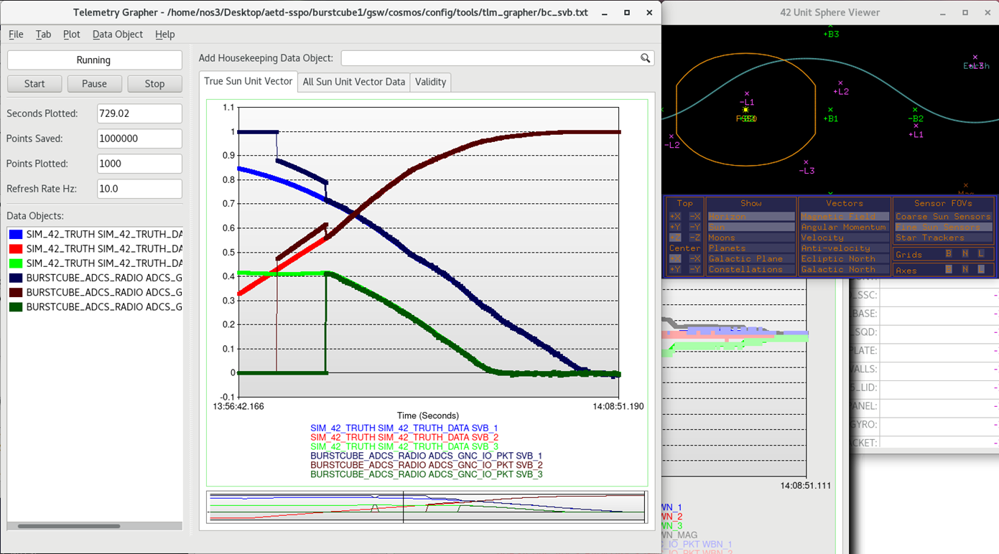 Telemetry Grapher - /home/nos3/Desktop/aetd-sspo/burstcube1/gsw/cosmos/config/tools/tlm_grapher/bc_svb.txt
File Tab Plot Data Object Help
Running
Start Pause Stop
Seconds Plotted: 729.02
Points Saved: 1000000
Points Plotted: 1000
Refresh Rate Hz: 10.0
Data Objects:
SIM_42_TRUTH SIM_42_TRUTH_DA
SIM_42_TRUTH SIM_42_TRUTH_DA
SIM_42_TRUTH SIM_42_TRUTH_DA
BURSTCUBE_ADCS_RADIO ADCS_G
BURSTCUBE_ADCS_RADIO ADCS_G
BURSTCUBE_ADCS_RADIO ADCS_G
Add Housekeeping Data Object:
True Sun Unit Vector All Sun Unit Vector Data Validity
1.1
1
0.9
0.8
0.7
0.6
0.5
0.4
0.3
0.2
0.1
0
-0.1
13:56:42.166 14:08:51.190
Time (Seconds)
SIM_42_TRUTH SIM_42_TRUTH_DATA SVB_1
SIM_42_TRUTH SIM_42_TRUTH_DATA SVB_2
SIM_42_TRUTH SIM_42_TRUTH_DATA SVB_3
BURSTCUBE_ADCS_RADIO ADCS_GNC_IO_PKT SVB_1
BURSTCUBE_ADCS_RADIO ADCS_GNC_IO_PKT SVB_2
BURSTCUBE_ADCS_RADIO ADCS_GNC_IO_PKT SVB_3
42 Unit Sphere Viewer
+B3
+L3
+L2
-L1
+B1
-B2
+L1
-L2
-L3
Top Show Vectors Sensor FOVs
+X -X Horizon Magnetic Field Coarse Sun Sensors
+Y -Y Sun Angular Momentum Fine Sun Sensors
+Z -Z Moons Velocity Star Trackers
Center Planets Anti-velocity
+X -X Galactic Plane Ecliptic North Grids B N L
+Y -Y Constellations Galactic North Axes B N L
_SSC:
BASE:
_SQD:
PLATE:
WALLS:
S_LID:
PANEL:
GYRO:
CKET:
14:08:51.111
WN_1
WN_2
WN_3
WN_MAG
C_IO_PKT WBN_1